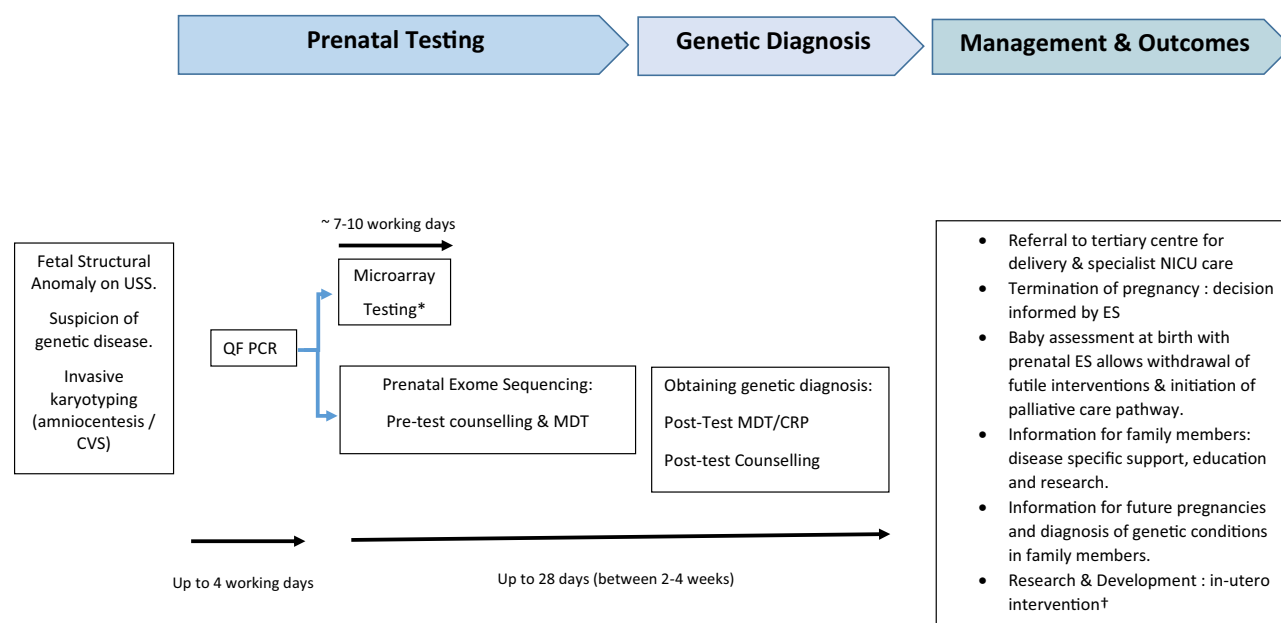 Prenatal Testing
Genetic Diagnosis
Management & Outcomes
~ 7-10 working days
Fetal Structural
Anomaly on USS.
Suspicion of
genetic disease.
Invasive
karyotyping
(amniocentesis /
CVS)
QF PCR
Microarray
Testing*
Prenatal Exome Sequencing:
Pre-test counselling & MDT
Obtaining genetic diagnosis:
Post-Test MDT/CRP
Post-test Counselling
• Referral to tertiary centre for
delivery & specialist NICU care
• Termination of pregnancy : decision
informed by ES
• Baby assessment at birth with
prenatal ES allows withdrawal of
futile interventions & initiation of
palliative care pathway.
• Information for family members:
disease specific support, education
and research.
• Information for future pregnancies
and diagnosis of genetic conditions
in family members.
• Research & Development : in-utero
intervention†
Up to 4 working days
Up to 28 days (between 2-4 weeks)